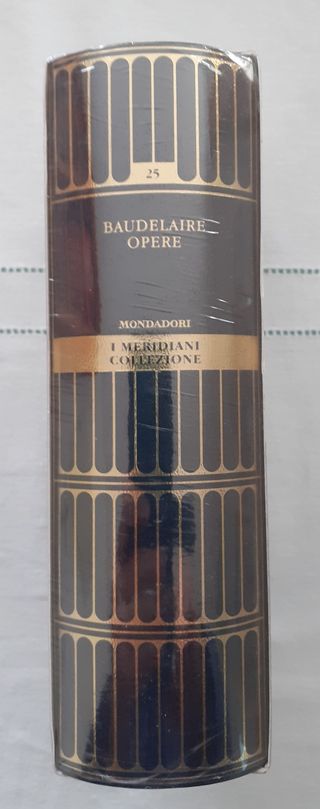 25
BAUDELAIRE
OPERE
MONDADORI
I MERIDIANI
COLLEZIONE